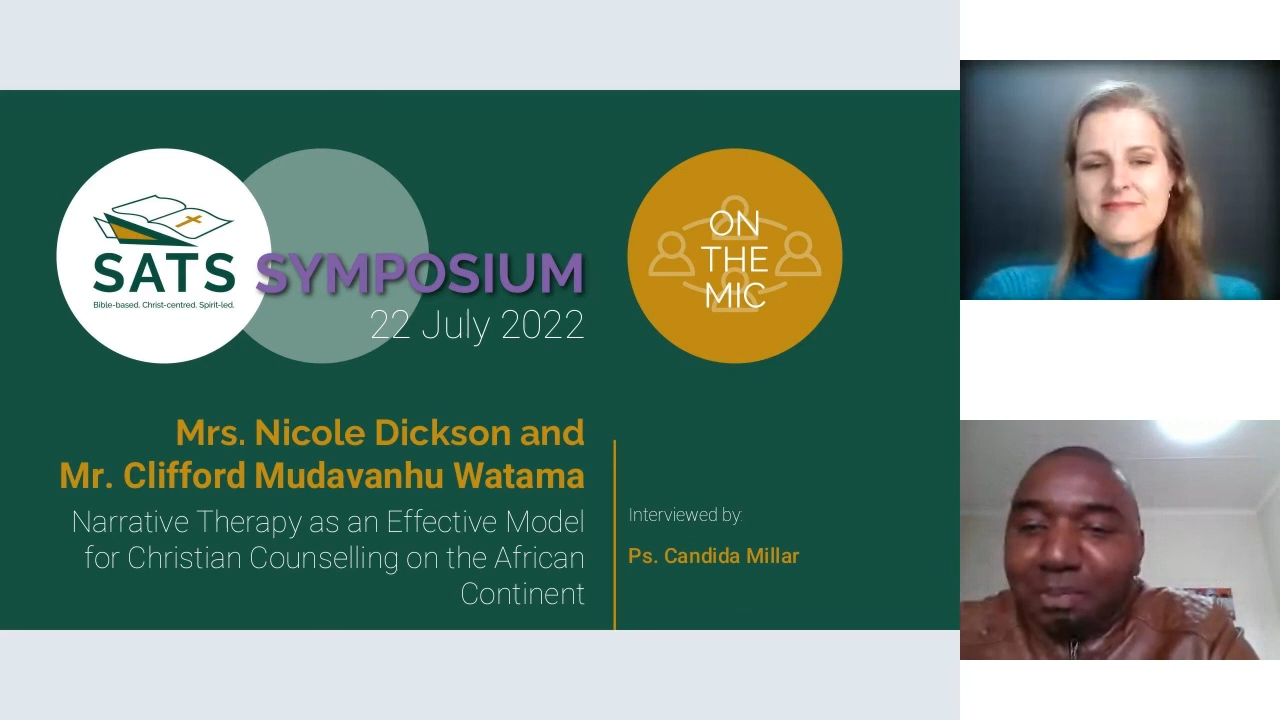 SATS
Bible-based. Christ-centred. Spirit-led.
SYMPOSIUM
22 July 2022
ON
THE
MIC
Mrs. Nicole Dickson and
Mr. Clifford Mudavanhu Watama
Narrative Therapy as an Effective Model
for Christian Counselling on the African
Continent
Interviewed by:
Ps. Candida Millar